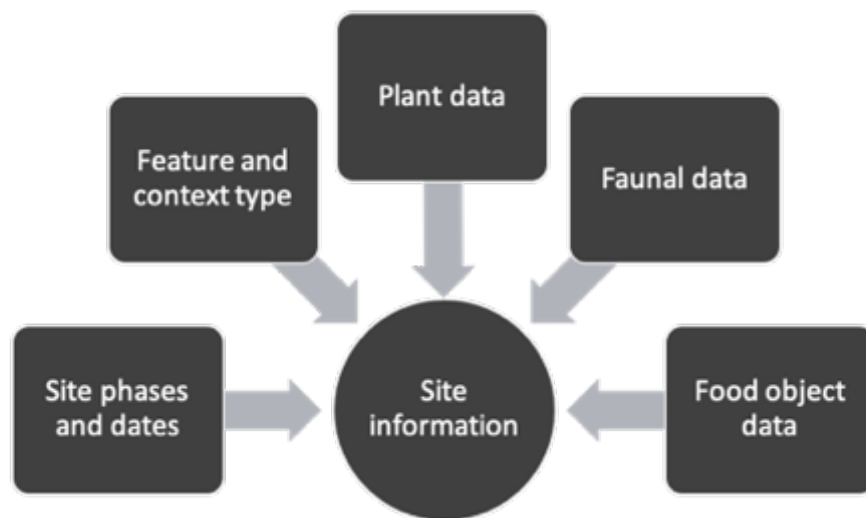 Plant data
Feature and
context type
Faunal data
Site phases
and dates
Site
information
Food object
data